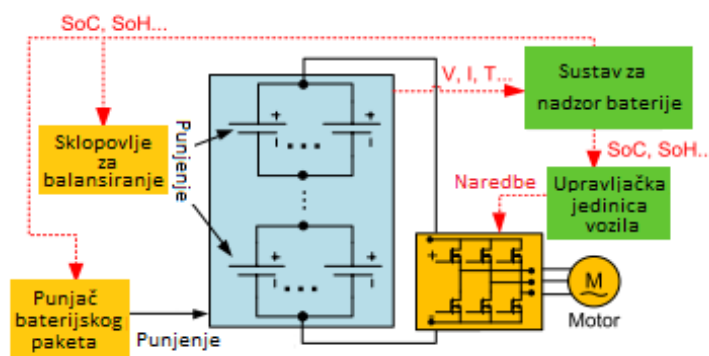 SoC, SoH...
Sustav za
nadzor baterije
V, I, T...
Sklopovlje
za
balansiranje
Punjenje
SoC, SoH..
Naredbe
Upravljačka
jedinica
vozila
Punjač
baterijskog
paketa
Punjenje
M
Motor